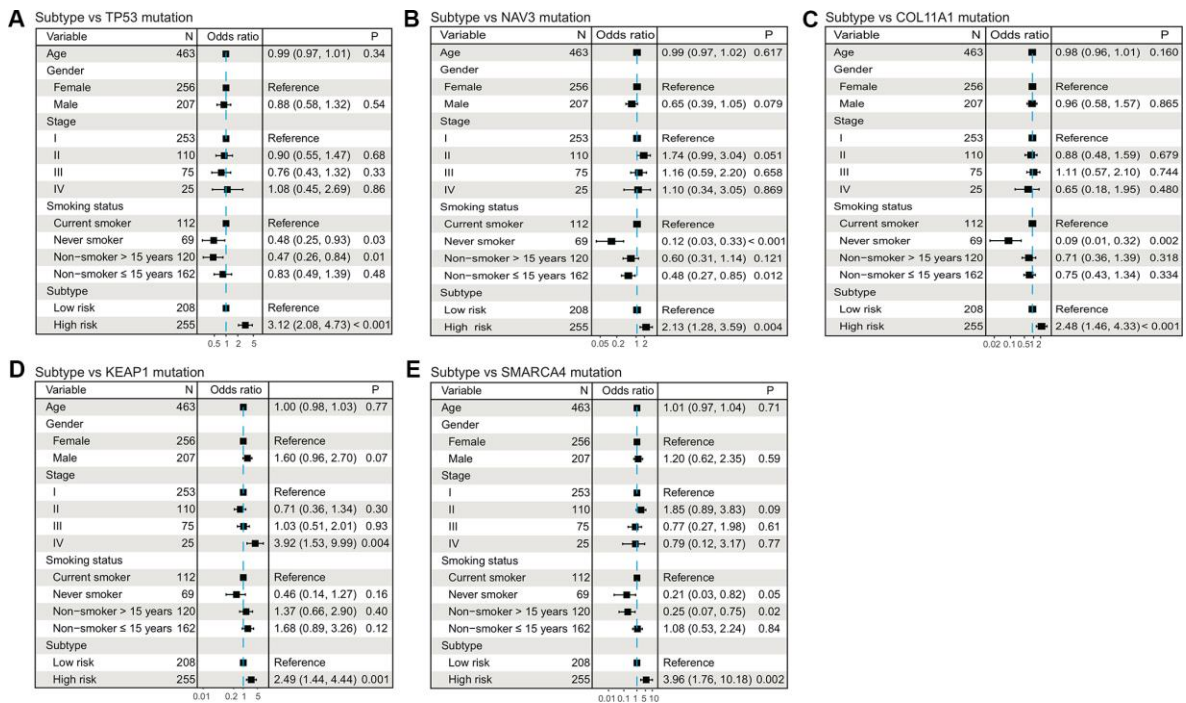 A Subtype vs TP53 mutation
Variable N Odds ratio P
Age 463 0.99 (0.97, 1.01) 0.34
Gender
Female 256 Reference
Male 207 0.88 (0.58, 1.32) 0.54
Stage
I 253 Reference
II 110 0.90 (0.55, 1.47) 0.68
III 75 0.76 (0.43, 1.32) 0.33
IV 25 1.08 (0.45, 2.69) 0.86
Smoking status
Current smoker 112 Reference
Never smoker 69 0.48 (0.25, 0.93) 0.03
Non-smoker > 15 years 120 0.47 (0.26, 0.84) 0.01
Non-smoker ≤ 15 years 162 0.83 (0.49, 1.39) 0.48
Subtype
Low risk 208 Reference
High risk 255 3.12 (2.08, 4.73) < 0.001
0.5 1 2 5
B Subtype vs NAV3 mutation
Variable N Odds ratio P
Age 463 0.99 (0.97, 1.02) 0.617
Gender
Female 256 Reference
Male 207 0.65 (0.39, 1.05) 0.079
Stage
I 253 Reference
II 110 1.74 (0.99, 3.04) 0.051
III 75 1.16 (0.59, 2.20) 0.658
IV 25 1.10 (0.34, 3.05) 0.869
Smoking status
Current smoker 112 Reference
Never smoker 69 0.12 (0.03, 0.33) < 0.001
Non-smoker > 15 years 120 0.60 (0.31, 1.14) 0.121
Non-smoker ≤ 15 years 162 0.48 (0.27, 0.85) 0.012
Subtype
Low risk 208 Reference
High risk 255 2.13 (1.28, 3.59) 0.004
0.05 0.2 1 2
C Subtype vs COL11A1 mutation
Variable N Odds ratio P
Age 463 0.98 (0.96, 1.01) 0.160
Gender
Female 256 Reference
Male 207 0.96 (0.58, 1.57) 0.865
Stage
I 253 Reference
II 110 0.88 (0.48, 1.59) 0.679
III 75 1.11 (0.57, 2.10) 0.744
IV 25 0.65 (0.18, 1.95) 0.480
Smoking status
Current smoker 112 Reference
Never smoker 69 0.09 (0.01, 0.32) 0.002
Non-smoker > 15 years 120 0.71 (0.36, 1.39) 0.318
Non-smoker ≤ 15 years 162 0.75 (0.43, 1.34) 0.334
Subtype
Low risk 208 Reference
High risk 255 2.48 (1.46, 4.33) < 0.001
0.02 0.10 0.51 2
D Subtype vs KEAP1 mutation
Variable N Odds ratio P
Age 463 1.00 (0.98, 1.03) 0.77
Gender
Female 256 Reference
Male 207 1.60 (0.96, 2.70) 0.07
Stage
I 253 Reference
II 110 0.71 (0.36, 1.34) 0.30
III 75 1.03 (0.51, 2.01) 0.93
IV 25 3.92 (1.53, 9.99) 0.004
Smoking status
Current smoker 112 Reference
Never smoker 69 0.46 (0.14, 1.27) 0.16
Non-smoker > 15 years 120 1.37 (0.66, 2.90) 0.40
Non-smoker ≤ 15 years 162 1.68 (0.89, 3.26) 0.12
Subtype
Low risk 208 Reference
High risk 255 2.49 (1.44, 4.44) 0.001
0.01 0.2 1 5
E Subtype vs SMARCA4 mutation
Variable N Odds ratio P
Age 463 1.01 (0.97, 1.04) 0.71
Gender
Female 256 Reference
Male 207 1.20 (0.62, 2.35) 0.59
Stage
I 253 Reference
II 110 1.85 (0.89, 3.83) 0.09
III 75 0.77 (0.27, 1.98) 0.61
IV 25 0.79 (0.12, 3.17) 0.77
Smoking status
Current smoker 112 Reference
Never smoker 69 0.21 (0.03, 0.82) 0.05
Non-smoker > 15 years 120 0.25 (0.07, 0.75) 0.02
Non-smoker ≤ 15 years 162 1.08 (0.53, 2.24) 0.84
Subtype
Low risk 208 Reference
High risk 255 3.96 (1.76, 10.18) 0.002
0.01 0.1 1 5 10